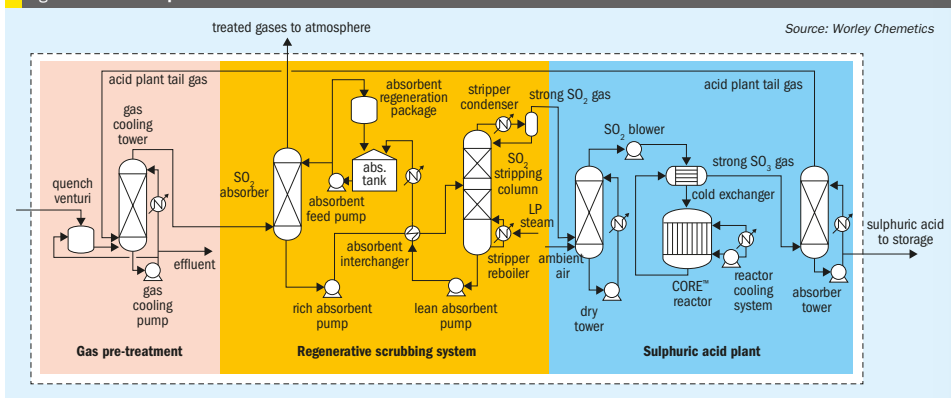 treated gases to atmosphere
Source: Worley Chemetics
acid plant tail gas
gas
cooling
tower
quench
venturi
effluent
gas
cooling
pump
Gas pre-treatment
SO2
absorber
absorbent
regeneration
package
abs.
tank
absorbent
feed pump
absorbent
interchanger
rich absorbent
pump
stripper
condenser
strong SO2 gas
SO2
stripping
column
LP
steam
stripper
reboiler
lean absorbent
pump
Regenerative scrubbing system
acid plant tail gas
SO2 blower
strong SO3 gas
cold exchanger
ambient
air
dry
tower
CORE™
reactor
reactor
cooling
system
absorber
tower
sulphuric acid
to storage
Sulphuric acid plant